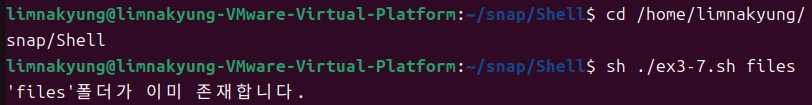 limnakyung@limnakyung-VMware-Virtual-Platform:~/snap/Shell$ cd /home/limnakyung/
snap/Shell
limnakyung@limnakyung-VMware-Virtual-Platform:~/snap/Shell$ sh ./ex3-7.sh files
'files'폴더가 이미 존재합니다.